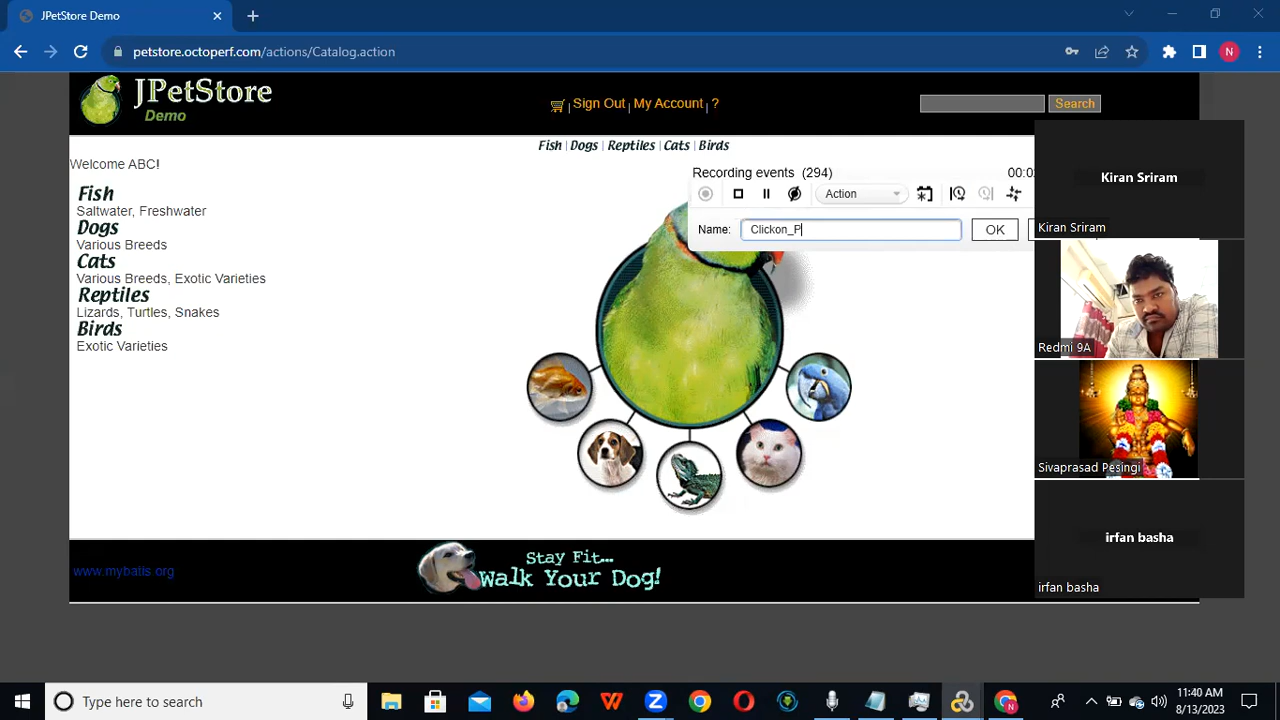 JPetStore Demo
petstore.octoperf.com/actions/Catalog.action
N
JPetStore
Demo
Sign Out | My Account | ?
Search
Fish | Dogs | Reptiles | Cats | Birds
Welcome ABC!
Recording events (294)
Action
Name: Clickon_P
OK
Fish
Saltwater, Freshwater
Dogs
Various Breeds
Cats
Various Breeds, Exotic Varieties
Reptiles
Lizards, Turtles, Snakes
Birds
Exotic Varieties
Kiran Sriram
Kiran Sriram
Redmi 9A
Sivaprasad Pesingi
irfan basha
irfan basha
www.mybatis.org
Stay Fit...
Walk Your Dog!
Type here to search
11:40 AM
8/13/2023